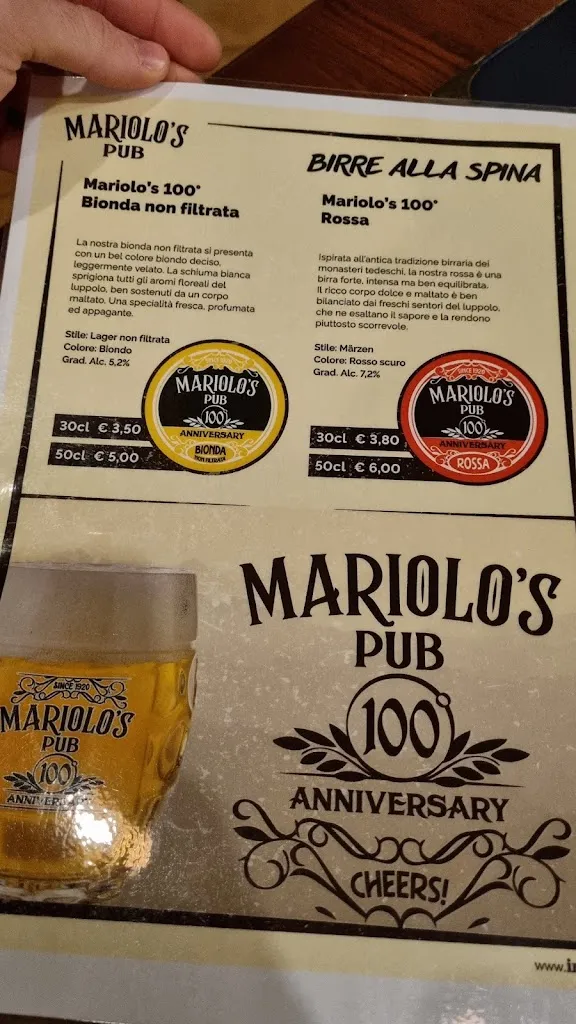 MARIOLO'S
PUB
BIRRE ALLA SPINA
Mariolo's 100°
Bionda non filtrata
La nostra bionda non filtrata si presenta
con un bel colore biondo deciso,
leggermente velato. La schiuma bianca
sprigiona tutti gli aromi floreali del
luppolo, ben sostenuti da un corpo
maltato. Una specialità fresca, profumata
ed appagante.
Stile: Lager non filtrata
Colore: Biondo
Grad. Alc. 5,2%
30cl € 3,50
50cl € 5,00
SINCE 1920
MARIOLO'S
PUB
100°
ANNIVERSARY
BIONDA
NON FILTRATA
Mariolo's 100°
Rossa
Ispirata all'antica tradizione birraria dei
monasteri tedeschi, la nostra rossa è una
birra forte, intensa ma ben equilibrata.
Il ricco corpo dolce e maltato è ben
bilanciato dai freschi sentori del luppolo,
che ne esaltano il sapore e la rendono
piuttosto scorrevole.
Stile: Märzen
Colore: Rosso scuro
Grad. Alc. 7,2%
30cl € 3,80
50cl € 6,00
SINCE 1920
MARIOLO'S
PUB
100°
ANNIVERSARY
ROSSA
SINCE 1920
MARIOLO'S
PUB
100°
ANNIVERSARY
MARIOLO'S
PUB
100°
ANNIVERSARY
CHEERS!
www.i